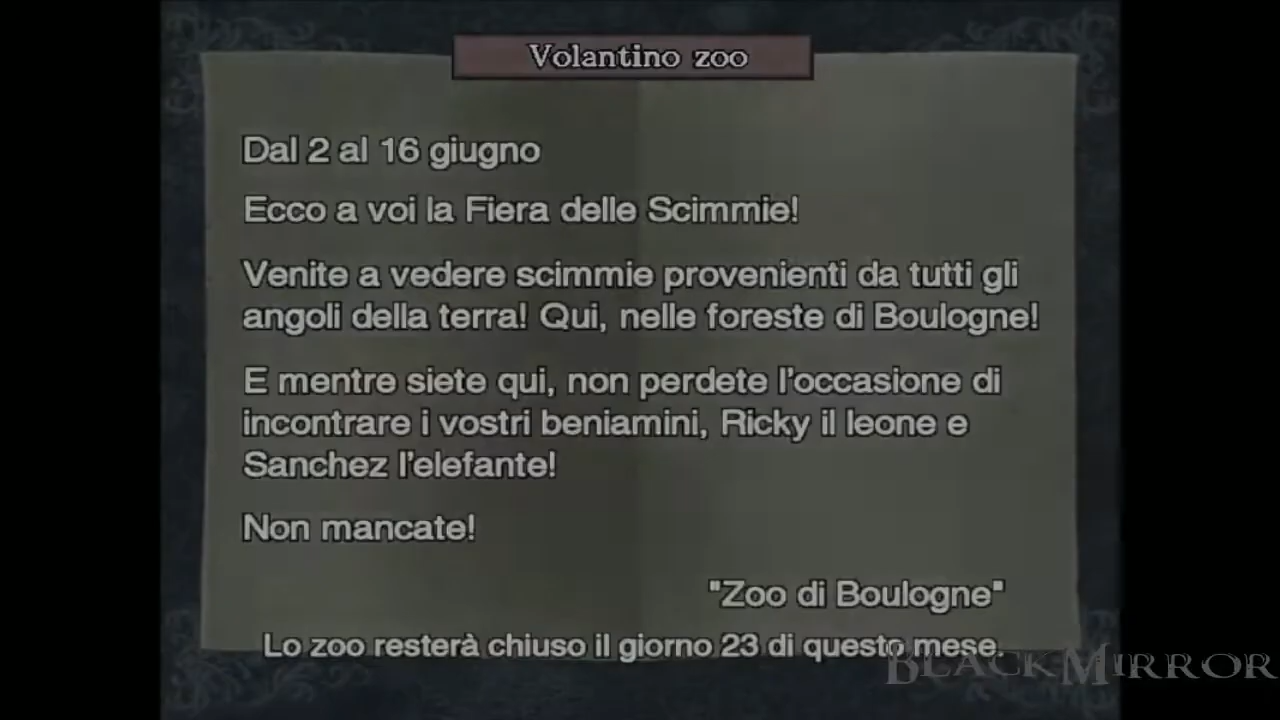 Volantino zoo
Dal 2 al 16 giugno
Ecco a voi la Fiera delle Scimmie!
Venite a vedere scimmie provenienti da tutti gli
angoli della terra! Qui, nelle foreste di Boulogne!
E mentre siete qui, non perdete l'occasione di
incontrare i vostri beniamini, Ricky il leone e
Sanchez l'elefante!
Non mancate!
"Zoo di Boulogne"
Lo zoo resterà chiuso il giorno 23 di questo mese.
BLACKMIRROR